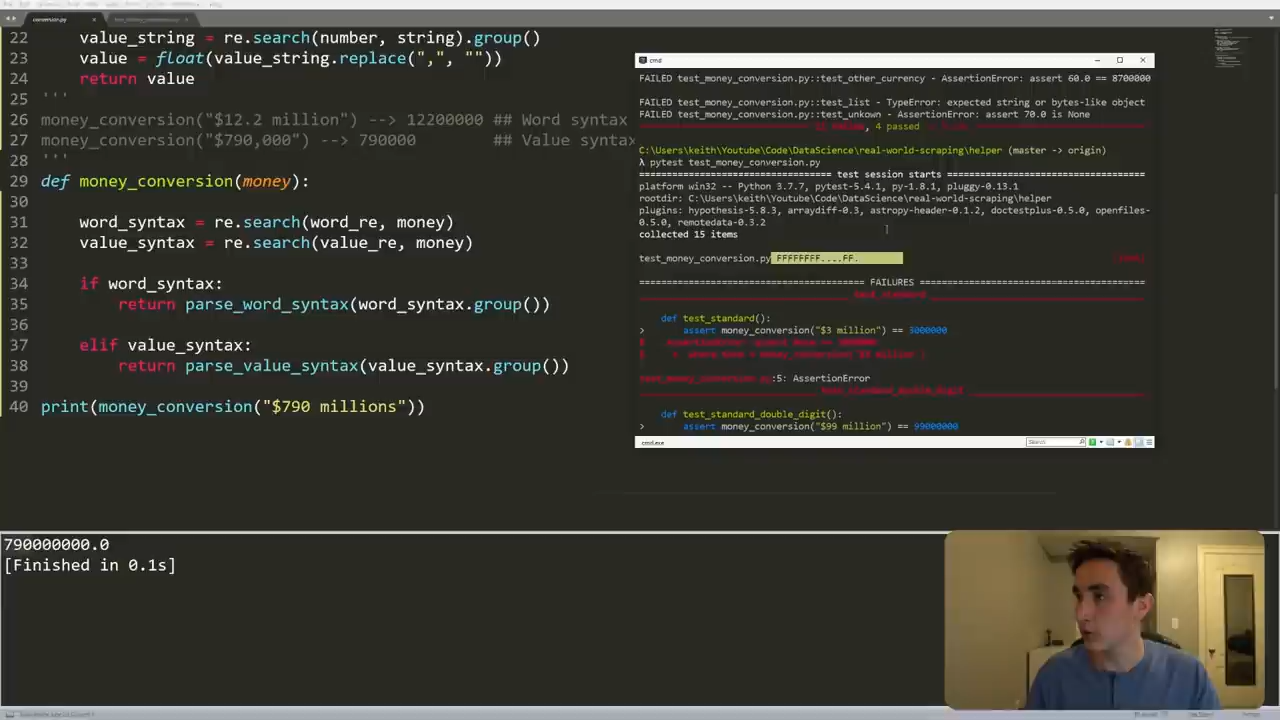 conversion.py
22 value_string = re.search(number, string).group()
23 value = float(value_string.replace(",", ""))
24 return value
25 '''
26 money_conversion("$12.2 million") --> 12200000 ## Word syntax
27 money_conversion("$790,000") --> 790000 ## Value syntax
28 '''
29 def money_conversion(money):
30
31 word_syntax = re.search(word_re, money)
32 value_syntax = re.search(value_re, money)
33
34 if word_syntax:
35 return parse_word_syntax(word_syntax.group())
36
37 elif value_syntax:
38 return parse_value_syntax(value_syntax.group())
39
40 print(money_conversion("$790 millions"))
790000000.0
[Finished in 0.1s]
cmd
FAILED test_money_conversion.py::test_other_currency - AssertionError: assert 60.0 == 8700000
FAILED test_money_conversion.py::test_list - TypeError: expected string or bytes-like object
FAILED test_money_conversion.py::test_unkown - AssertionError: assert 70.0 is None
4 passed
C:\Users\keith\Youtube\Code\DataScience\real-world-scraping\helper (master -> origin)
λ pytest test_money_conversion.py
============================== test session starts ==============================
platform win32 -- Python 3.7.7, pytest-5.4.1, py-1.8.1, pluggy-0.13.1
rootdir: C:\Users\keith\Youtube\Code\DataScience\real-world-scraping\helper
plugins: hypothesis-5.8.3, arraydiff-0.3, astropy-header-0.1.2, doctestplus-0.5.0, openfiles-
0.5.0, remotedata-0.3.2
collected 15 items
test_money_conversion.py FFFFFFFF....FF.
=================================== FAILURES ===================================
test_standard
def test_standard():
> assert money_conversion("$3 million") == 3000000
test_money_conversion.py:5: AssertionError
test_standard_double_digit
def test_standard_double_digit():
> assert money_conversion("$99 million") == 99000000
cmd.exe
Search